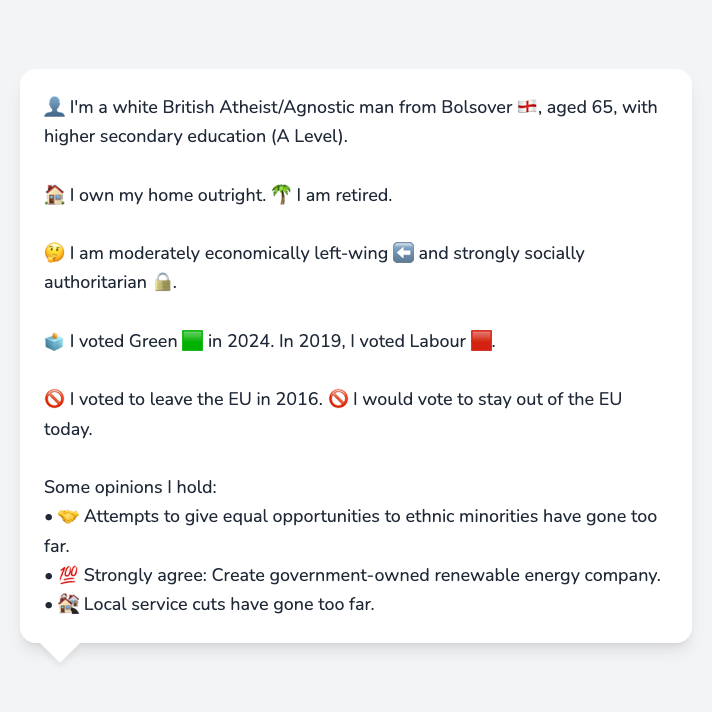 👤 I'm a white British Atheist/Agnostic man from Bolsover 🏴󠁧󠁢󠁥󠁮󠁧󠁿, aged 65, with
higher secondary education (A Level).
🏠 I own my home outright. 🌴 I am retired.
🤔 I am moderately economically left-wing ⬅️ and strongly socially
authoritarian 🔒.
🗳️ I voted Green 🟩 in 2024. In 2019, I voted Labour 🟥.
🚫 I voted to leave the EU in 2016. 🚫 I would vote to stay out of the EU
today.
Some opinions I hold:
• 🤝 Attempts to give equal opportunities to ethnic minorities have gone too
far.
• 💯 Strongly agree: Create government-owned renewable energy company.
• 🏘️ Local service cuts have gone too far.